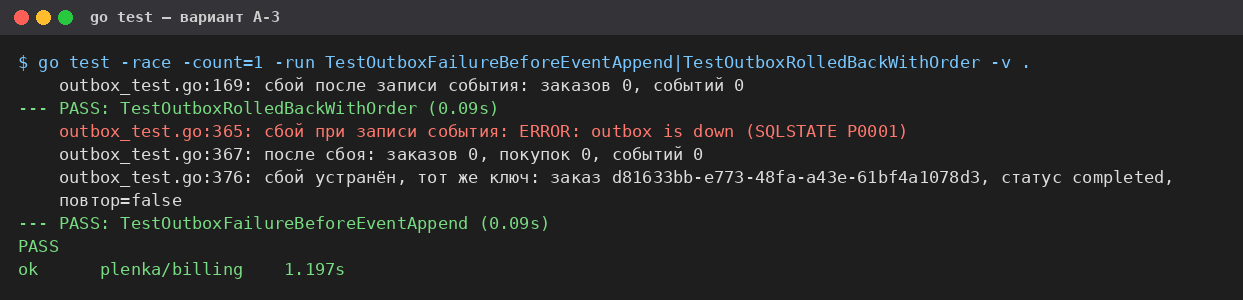 go test — вариант A-3
$ go test -race -count=1 -run TestOutboxFailureBeforeEventAppend|TestOutboxRolledBackWithOrder -v .
outbox_test.go:169: сбой после записи события: заказов 0, событий 0
--- PASS: TestOutboxRolledBackWithOrder (0.09s)
outbox_test.go:365: сбой при записи события: ERROR: outbox is down (SQLSTATE P0001)
outbox_test.go:367: после сбоя: заказов 0, покупок 0, событий 0
outbox_test.go:376: сбой устранён, тот же ключ: заказ d81633bb-e773-48fa-a43e-61bf4a1078d3, статус completed,
повтор=false
--- PASS: TestOutboxFailureBeforeEventAppend (0.09s)
PASS
ok      plenka/billing    1.197s